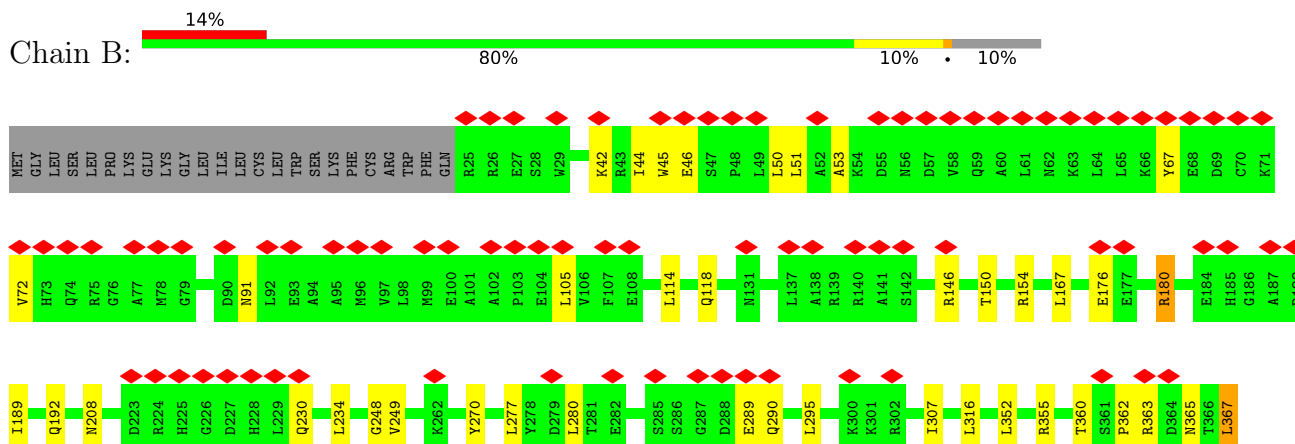 14%
Chain B:
80% 10% • 10%
MET GLY LEU SER LEU PRO LYS GLU LYS GLY LEU ILE LEU CYS LEU TRP SER LYS PHE CYS ARG TRP PHE GLN R25 R26 E27 S28 W29 K42 R43 I44 W45 E46 S47 P48 L49 L50 L51 A52 A53 K54 D55 N56 D57 V58 Q59 A60 L61 N62 K63 L64 L65 K66 Y67 E68 D69 C70 K71
V72 H73 Q74 R75 G76 A77 M78 G79 D90 N91 L92 E93 A94 A95 M96 V97 L98 M99 E100 A101 A102 P103 E104 L105 V106 F107 E108 L114 Q118 N131 L137 A138 R139 R140 A141 S142 R146 T150 R154 L167 E176 E177 R180 E184 H185 G186 A187
I189 Q192 N208 D223 R224 H225 G226 D227 H228 L229 Q230 L234 G248 V249 K262 Y270 L277 Y278 D279 L280 T281 E282 S285 S286 G287 D288 E289 Q290 L295 K300 K301 R302 I307 L316 L352 R355 T360 S361 P362 R363 D364 N365 T366 L367